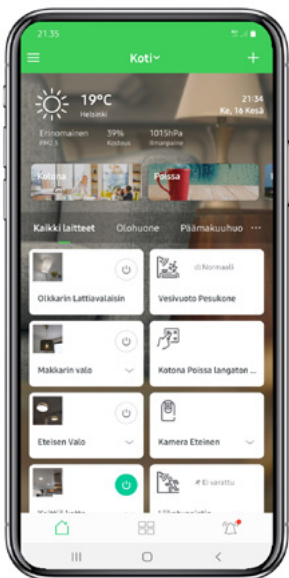 21.35
Koti
19°C
Helsinki
21:34
Ke, 16 Kesä
Erinomainen
PM2.5
39%
Kosteus
1015hPa
Ilmanpaine
Kotona
Poissa
Kaikki laitteet
Olohuone
Päämakuuhuo ...
Olkkarin Lattiavalaisin
Normaali
Vesivuoto Pesukone
Makkarin valo
Kotona Poissa langaton ...
Eteisen Valo
Kamera Eteinen
Ei varattu